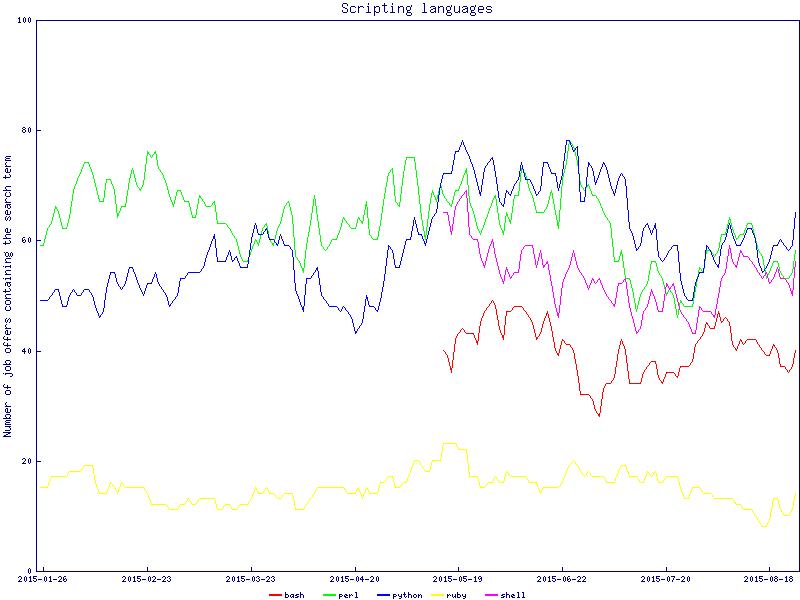 Scripting languages
Number of job offers containing the search term
100
80
60
40
20
0
2015-01-26 2015-02-23 2015-03-23 2015-04-20 2015-05-19 2015-06-22 2015-07-20 2015-08-18
bash perl python ruby shell